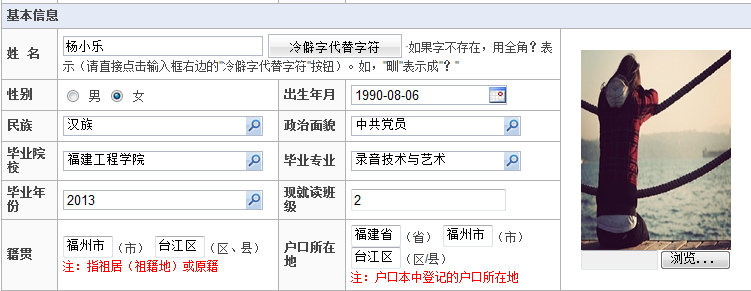 基本信息
姓 名 杨小乐 冷僻字代替字符 -如果字不存在，用全角？表
示（请直接点击输入框右边的"冷僻字代替字符"按钮）。如，"甽"表示成"？"
性别 男 女 出生年月 1990-08-06
民族 汉族 政治面貌 中共党员
毕业院校 福建工程学院 毕业专业 录音技术与艺术
毕业年份 2013 现就读班级 2
籍贯 福州市（市） 台江区（区、县）
注：指祖居（祖籍地）或原籍
户口所在地 福建省（省） 福州市（市）
台江区（区/县）
注：户口本中登记的户口所在地
浏览...